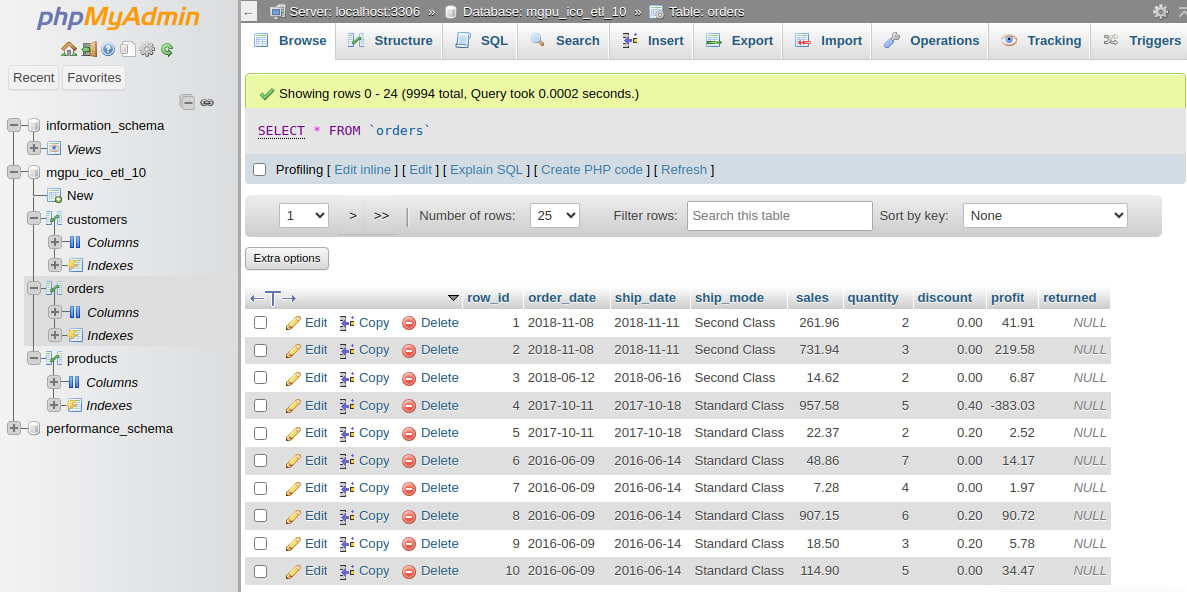 phpMyAdmin
Recent Favorites
information_schema
Views
mgpu_ico_etl_10
New
customers
Columns
Indexes
orders
Columns
Indexes
products
Columns
Indexes
performance_schema
Server: localhost:3306 » Database: mgpu_ico_etl_10 » Table: orders
Browse Structure SQL Search Insert Export Import Operations Tracking Triggers
Showing rows 0 - 24 (9994 total, Query took 0.0002 seconds.)
SELECT * FROM `orders`
Profiling [ Edit inline ] [ Edit ] [ Explain SQL ] [ Create PHP code ] [ Refresh ]
1 > >> | Number of rows: 25 Filter rows: Search this table Sort by key: None
Extra options
←T→ row_id order_date ship_date ship_mode sales quantity discount profit returned
Edit Copy Delete 1 2018-11-08 2018-11-11 Second Class 261.96 2 0.00 41.91 NULL
Edit Copy Delete 2 2018-11-08 2018-11-11 Second Class 731.94 3 0.00 219.58 NULL
Edit Copy Delete 3 2018-06-12 2018-06-16 Second Class 14.62 2 0.00 6.87 NULL
Edit Copy Delete 4 2017-10-11 2017-10-18 Standard Class 957.58 5 0.40 -383.03 NULL
Edit Copy Delete 5 2017-10-11 2017-10-18 Standard Class 22.37 2 0.20 2.52 NULL
Edit Copy Delete 6 2016-06-09 2016-06-14 Standard Class 48.86 7 0.00 14.17 NULL
Edit Copy Delete 7 2016-06-09 2016-06-14 Standard Class 7.28 4 0.00 1.97 NULL
Edit Copy Delete 8 2016-06-09 2016-06-14 Standard Class 907.15 6 0.20 90.72 NULL
Edit Copy Delete 9 2016-06-09 2016-06-14 Standard Class 18.50 3 0.20 5.78 NULL
Edit Copy Delete 10 2016-06-09 2016-06-14 Standard Class 114.90 5 0.00 34.47 NULL